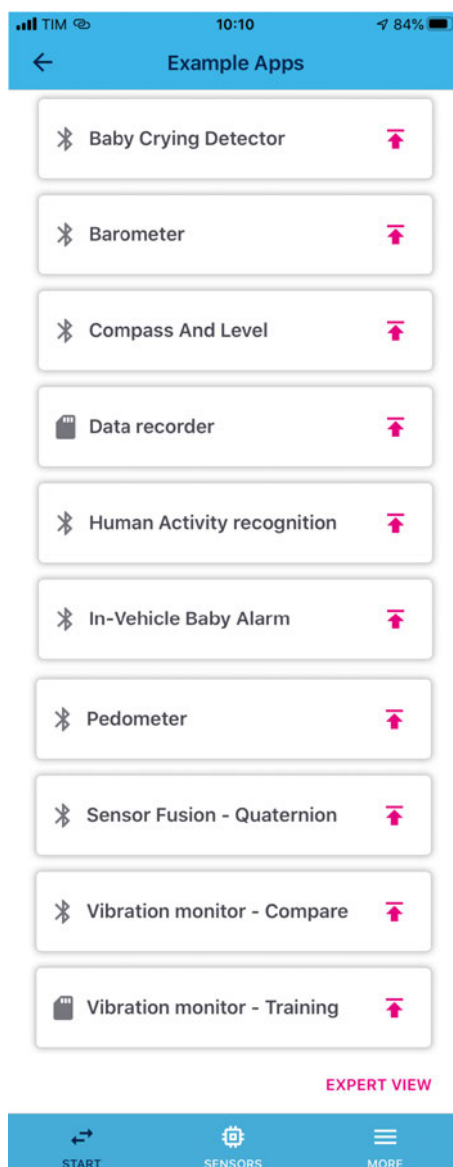 TIM 10:10 84%
Example Apps
Baby Crying Detector
Barometer
Compass And Level
Data recorder
Human Activity recognition
In-Vehicle Baby Alarm
Pedometer
Sensor Fusion - Quaternion
Vibration monitor - Compare
Vibration monitor - Training
EXPERT VIEW
START SENSORS MORE